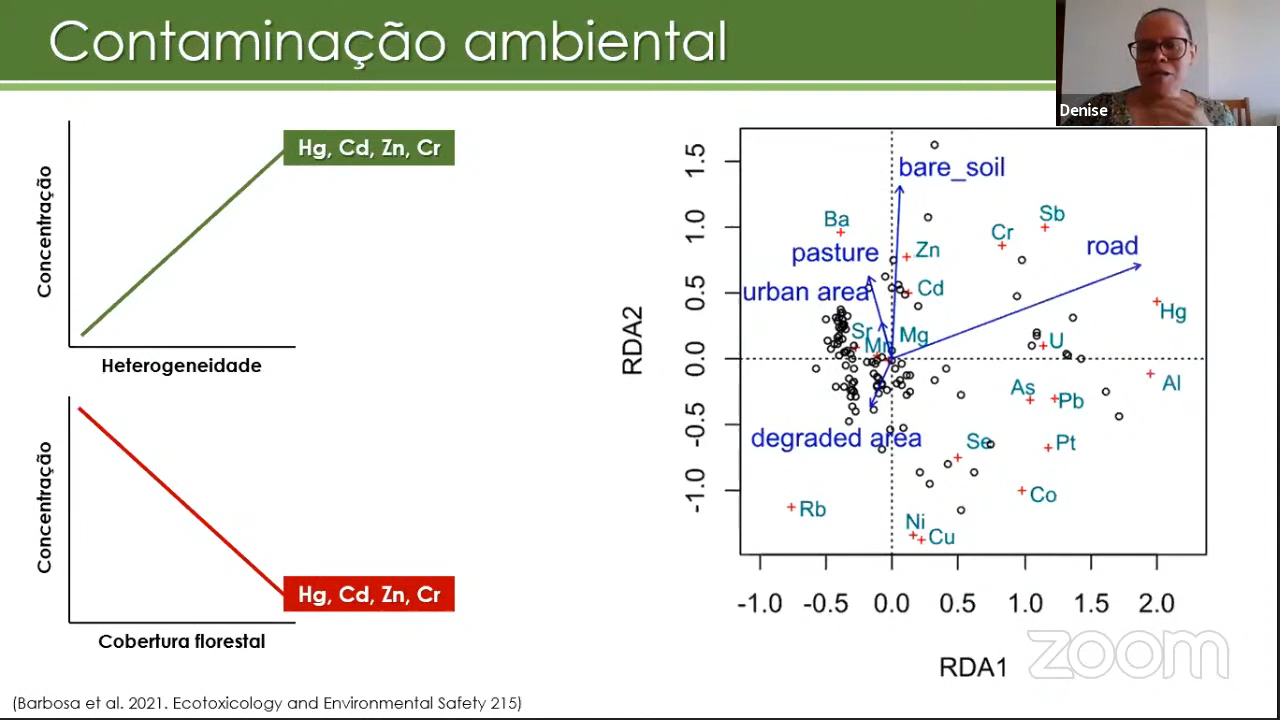 Contaminação ambiental
Denise
Concentração
Hg, Cd, Zn, Cr
Heterogeneidade
Concentração
Hg, Cd, Zn, Cr
Cobertura florestal
RDA2
1.5
1.0
0.5
0.0
-0.5
-1.0
bare_soil
Ba
Sb
Cr
pasture
Zn
road
urban area
Cd
Hg
Sr
Mn
Mg
U
As
Pb
Al
degraded area
Se
Pt
Rb
Co
Ni
Cu
-1.0 -0.5 0.0 0.5 1.0 1.5 2.0
RDA1
zoom
(Barbosa et al. 2021. Ecotoxicology and Environmental Safety 215)